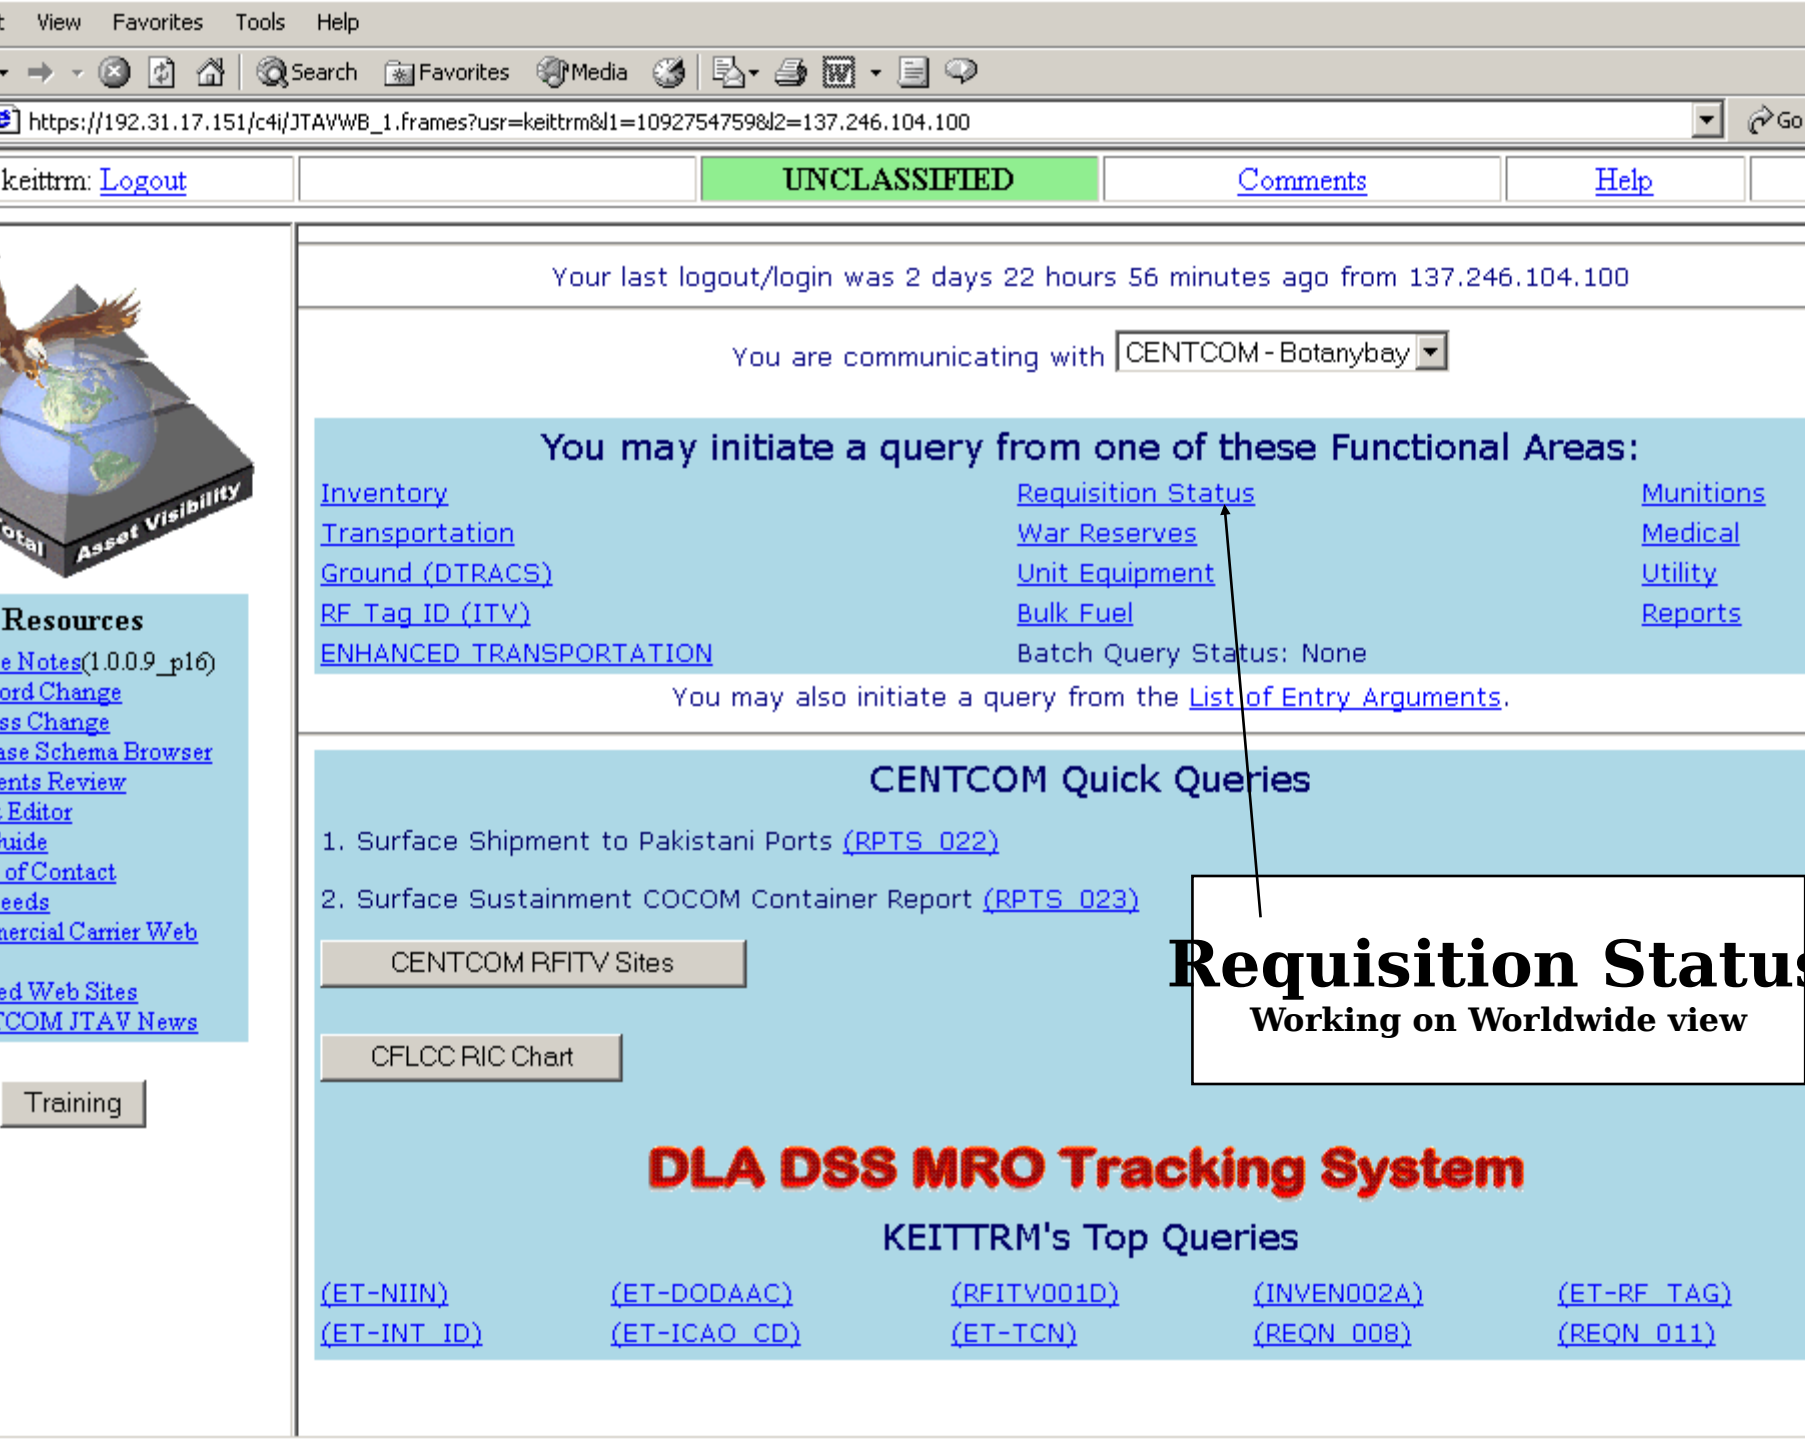 View Favorites Tools Help
Search Favorites Media
https://192.31.17.151/c4i/JTAVWB_1.frames?usr=keittrm&l1=1092754759&l2=137.246.104.100 Go
keittrm: Logout UNCLASSIFIED Comments Help
Your last logout/login was 2 days 22 hours 56 minutes ago from 137.246.104.100
You are communicating with CENTCOM - Botanybay
You may initiate a query from one of these Functional Areas:
Inventory Requisition Status Munitions
Transportation War Reserves Medical
Ground (DTRACS) Unit Equipment Utility
RF Tag ID (ITV) Bulk Fuel Reports
ENHANCED TRANSPORTATION Batch Query Status: None
You may also initiate a query from the List of Entry Arguments.
Asset Visibility
Resources
e Notes(1.0.0.9_p16)
ord Change
ss Change
ase Schema Browser
ents Review
Editor
uide
of Contact
eeds
mercial Carrier Web
ed Web Sites
TCOM JTAV News
Training
CENTCOM Quick Queries
1. Surface Shipment to Pakistani Ports (RPTS_022)
2. Surface Sustainment COCOM Container Report (RPTS_023)
CENTCOM RFITV Sites
CFLCC RIC Chart
Requisition Status
Working on Worldwide view
DLA DSS MRO Tracking System
KEITTRM's Top Queries
(ET-NIIN) (ET-DODAAC) (RFITV001D) (INVEN002A) (ET-RF_TAG)
(ET-INT_ID) (ET-ICAO_CD) (ET-TCN) (REQN_008) (REQN_011)